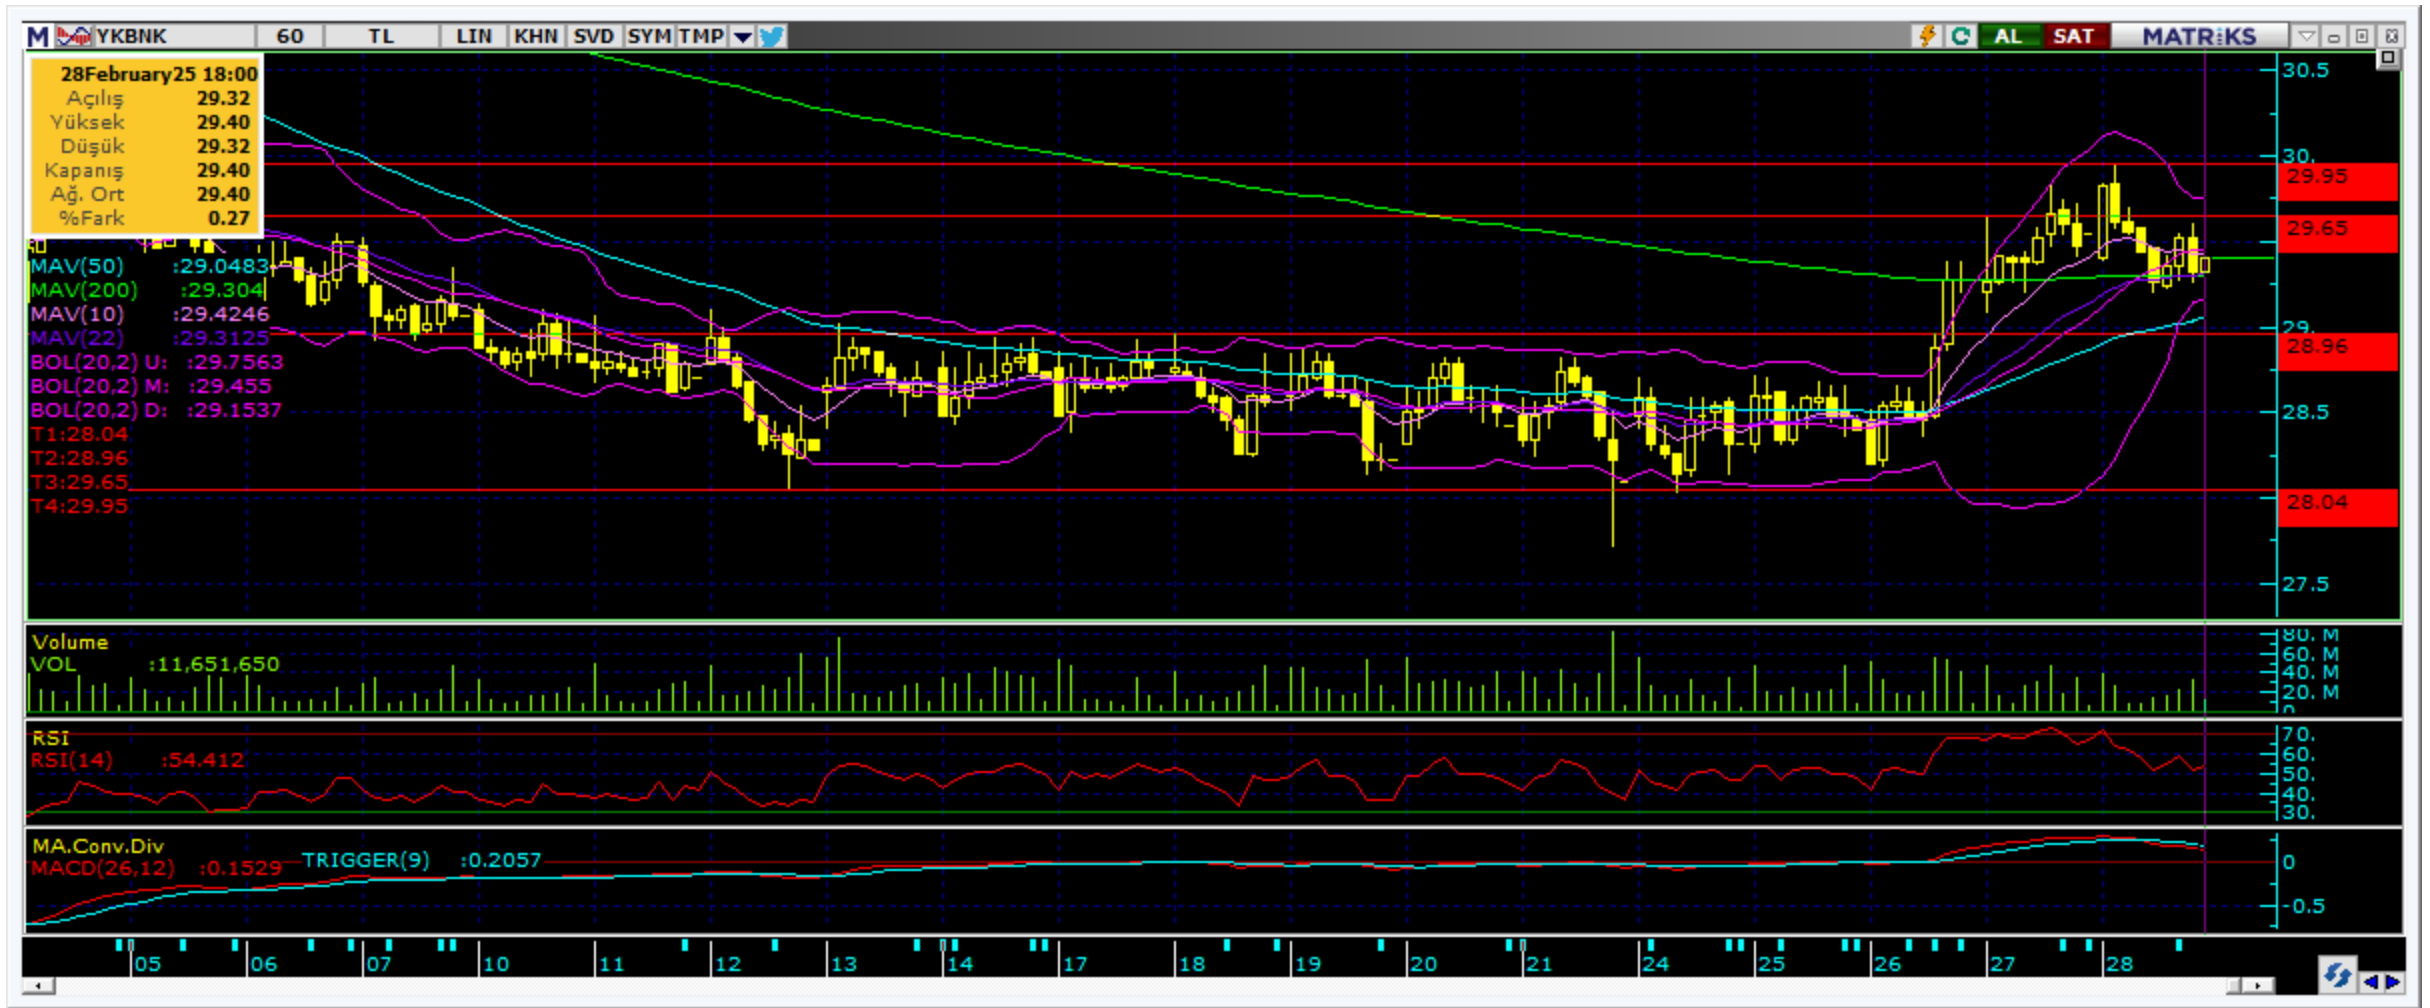 M YKBNK 60 TL LIN KHN SVD SYM TMP AL SAT MATRiKS
28February25 18:00
Açılış 29.32
Yüksek 29.40
Düşük 29.32
Kapanış 29.40
Ağ. Ort 29.40
%Fark 0.27
MAV(50) :29.0483
MAV(200) :29.304
MAV(10) :29.4246
MAV(22) :29.3125
BOL(20,2) U: :29.7563
BOL(20,2) M: :29.455
BOL(20,2) D: :29.1537
T1:28.04
T2:28.96
T3:29.65
T4:29.95
30.5
30.
29.95
29.65
29.
28.96
28.5
28.04
27.5
Volume
VOL :11,651,650
80. M
60. M
40. M
20. M
0
RSI
RSI(14) :54.412
70.
60.
50.
40.
30.
MA.Conv.Div
MACD(26,12) :0.1529 TRIGGER(9) :0.2057
0
-0.5
05 06 07 10 11 12 13 14 17 18 19 20 21 24 25 26 27 28